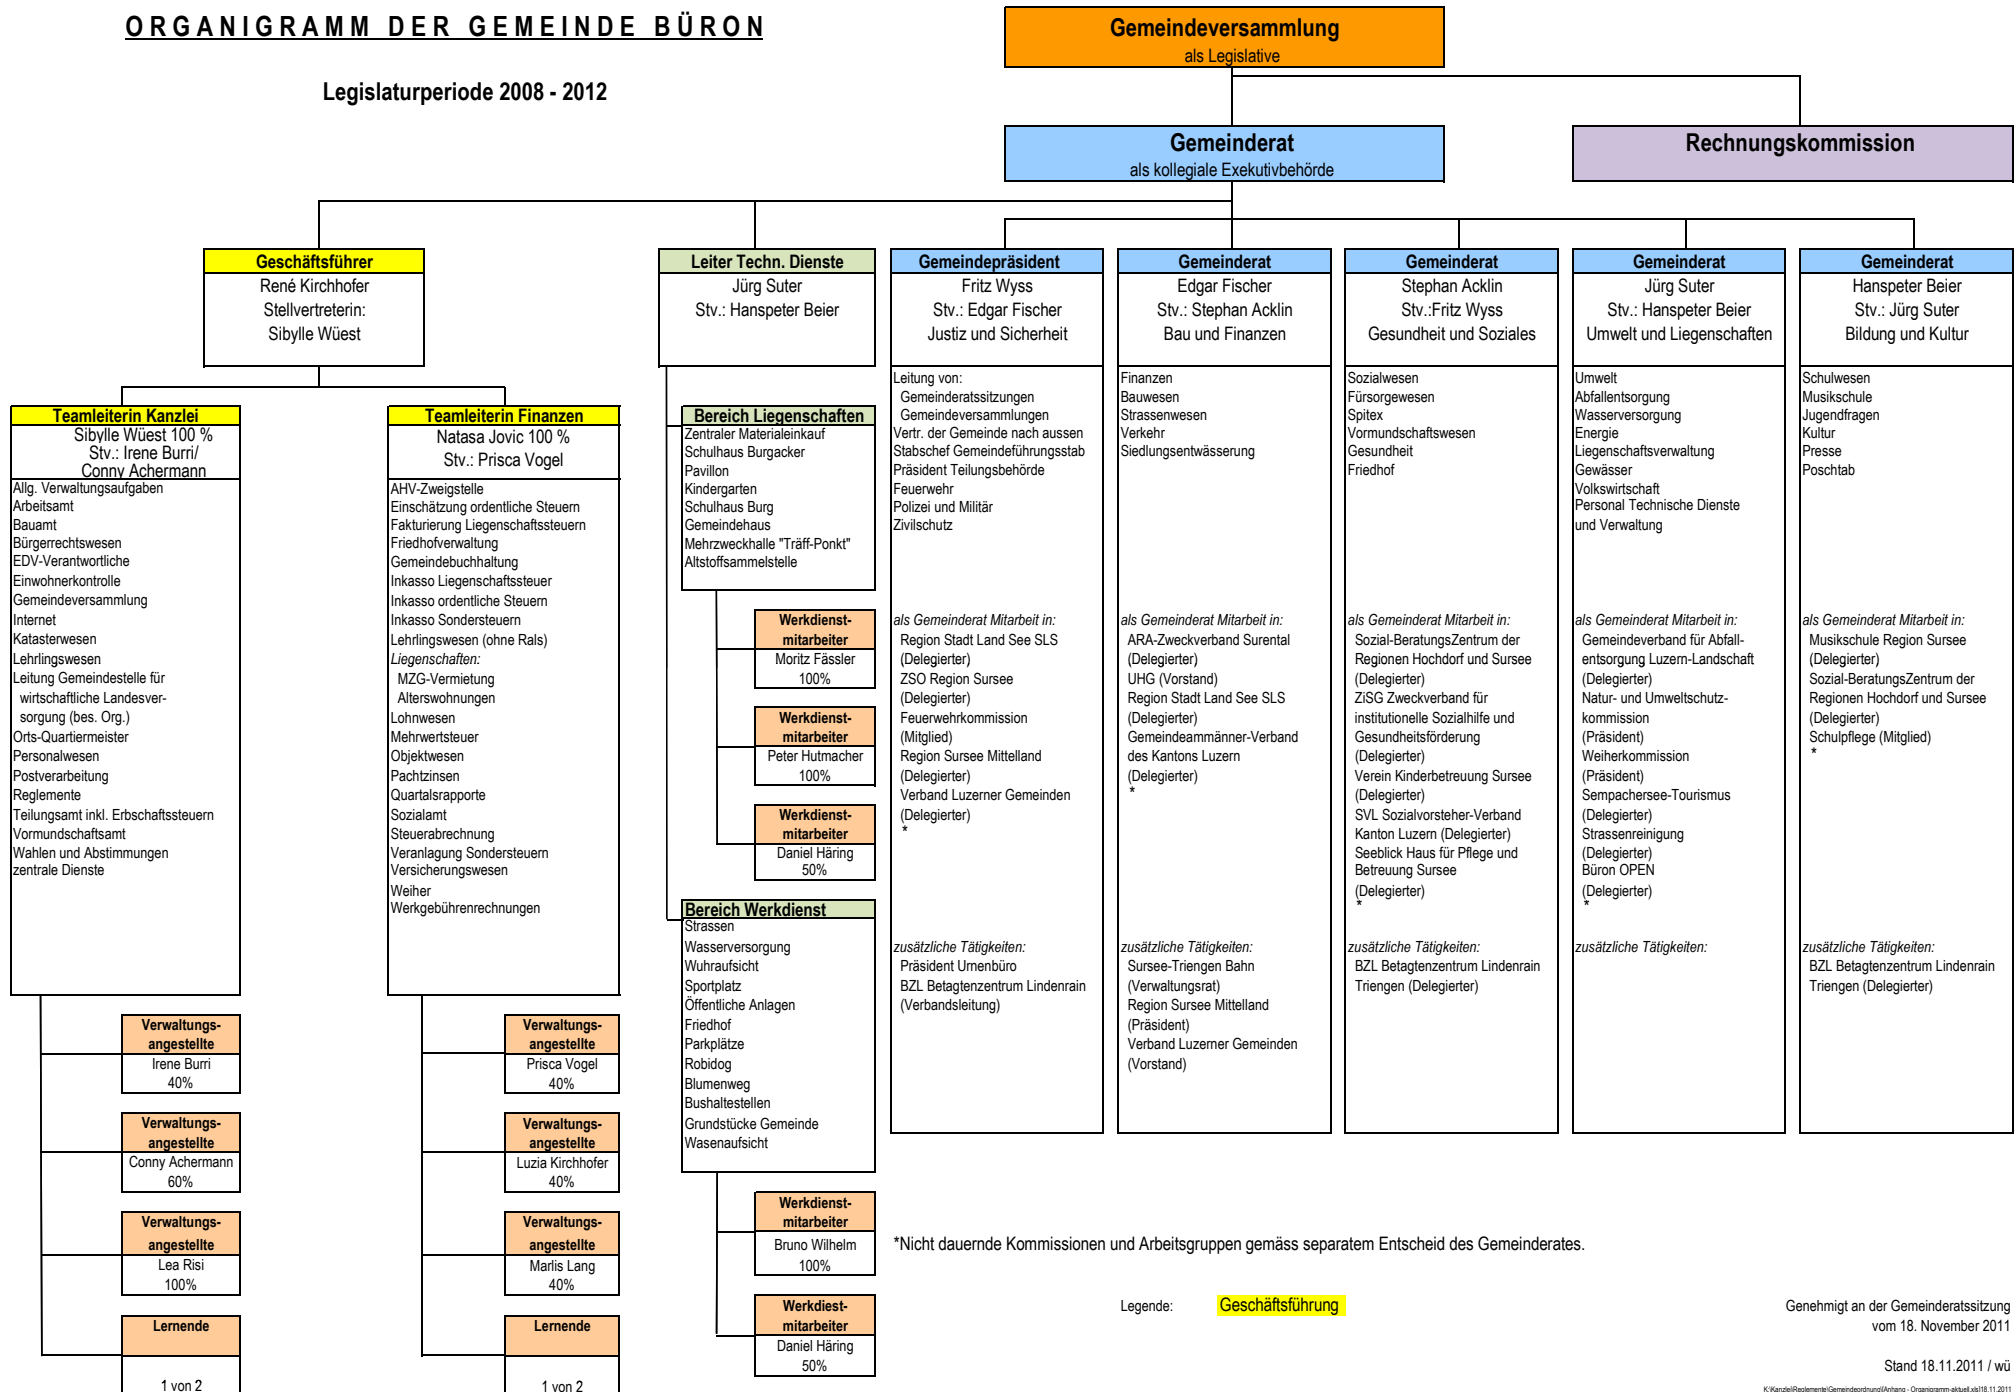 ORGANIGRAMM DER GEMEINDE BÜRON
Legislaturperiode 2008 - 2012
Gemeindeversammlung
als Legislative
Gemeinderat
als kollegiale Exekutivbehörde
Rechnungskommission
Geschäftsführer
René Kirchhofer
Stellvertreterin:
Sibylle Wüest
Teamleiterin Kanzlei
Sibylle Wüest 100 %
Stv.: Irene Burri/
Conny Achermann
Allg. Verwaltungsaufgaben
Arbeitsamt
Bauamt
Bürgerrechtswesen
EDV-Verantwortliche
Einwohnerkontrolle
Gemeindeversammlung
Internet
Katasterwesen
Lehrlingswesen
Leitung Gemeindestelle für
wirtschaftliche Landesver-
sorgung (bes. Org.)
Orts-Quartiermeister
Personalwesen
Postverarbeitung
Reglemente
Teilungsamt inkl. Erbschaftssteuern
Vormundschaftsamt
Wahlen und Abstimmungen
zentrale Dienste
Verwaltungs-
angestellte
Irene Burri
40%
Verwaltungs-
angestellte
Conny Achermann
60%
Verwaltungs-
angestellte
Lea Risi
100%
Lernende
1 von 2
Teamleiterin Finanzen
Natasa Jovic 100 %
Stv.: Prisca Vogel
AHV-Zweigstelle
Einschätzung ordentliche Steuern
Fakturierung Liegenschaftssteuern
Friedhofverwaltung
Gemeindebuchhaltung
Inkasso Liegenschaftssteuer
Inkasso ordentliche Steuern
Inkasso Sondersteuern
Lehrlingswesen (ohne Rals)
Liegenschaften:
MZG-Vermietung
Alterswohnungen
Lohnwesen
Mehrwertsteuer
Objektwesen
Pachtzinsen
Quartalsrapporte
Sozialamt
Steuerabrechnung
Veranlagung Sondersteuern
Versicherungswesen
Weiher
Werkgebührenrechnungen
Verwaltungs-
angestellte
Prisca Vogel
40%
Verwaltungs-
angestellte
Luzia Kirchhofer
40%
Verwaltungs-
angestellte
Marlis Lang
40%
Lernende
1 von 2
Leiter Techn. Dienste
Jürg Suter
Stv.: Hanspeter Beier
Bereich Liegenschaften
Zentraler Materialeinkauf
Schulhaus Burgacker
Pavillon
Kindergarten
Schulhaus Burg
Gemeindehaus
Mehrzweckhalle "Träff-Ponkt"
Altstoffsammelstelle
Werkdienst-
mitarbeiter
Moritz Fässler
100%
Werkdienst-
mitarbeiter
Peter Hutmacher
100%
Werkdienst-
mitarbeiter
Daniel Häring
50%
Bereich Werkdienst
Strassen
Wasserversorgung
Wuhraufsicht
Sportplatz
Öffentliche Anlagen
Friedhof
Parkplätze
Robidog
Blumenweg
Bushaltestellen
Grundstücke Gemeinde
Wasenaufsicht
Werkdienst-
mitarbeiter
Bruno Wilhelm
100%
Werkdiest-
mitarbeiter
Daniel Häring
50%
Gemeindepräsident
Fritz Wyss
Stv.: Edgar Fischer
Justiz und Sicherheit
Leitung von:
Gemeinderatssitzungen
Gemeindeversammlungen
Vertr. der Gemeinde nach aussen
Stabschef Gemeindeführungsstab
Präsident Teilungsbehörde
Feuerwehr
Polizei und Militär
Zivilschutz
als Gemeinderat Mitarbeit in:
Region Stadt Land See SLS
(Delegierter)
ZSO Region Sursee
(Delegierter)
Feuerwehrkommission
(Mitglied)
Region Sursee Mittelland
(Delegierter)
Verband Luzerner Gemeinden
(Delegierter)
*
zusätzliche Tätigkeiten:
Präsident Urnenbüro
BZL Betagtenzentrum Lindenrain
(Verbandsleitung)
Gemeinderat
Edgar Fischer
Stv.: Stephan Acklin
Bau und Finanzen
Finanzen
Bauwesen
Strassenwesen
Verkehr
Siedlungsentwässerung
als Gemeinderat Mitarbeit in:
ARA-Zweckverband Surental
(Delegierter)
UHG (Vorstand)
Region Stadt Land See SLS
(Delegierter)
Gemeindeammänner-Verband
des Kantons Luzern
(Delegierter)
*
zusätzliche Tätigkeiten:
Sursee-Triengen Bahn
(Verwaltungsrat)
Region Sursee Mittelland
(Präsident)
Verband Luzerner Gemeinden
(Vorstand)
Gemeinderat
Stephan Acklin
Stv.:Fritz Wyss
Gesundheit und Soziales
Sozialwesen
Fürsorgewesen
Spitex
Vormundschaftswesen
Gesundheit
Friedhof
als Gemeinderat Mitarbeit in:
Sozial-BeratungsZentrum der
Regionen Hochdorf und Sursee
(Delegierter)
ZiSG Zweckverband für
institutionelle Sozialhilfe und
Gesundheitsförderung
(Delegierter)
Verein Kinderbetreuung Sursee
(Delegierter)
SVL Sozialvorsteher-Verband
Kanton Luzern (Delegierter)
Seeblick Haus für Pflege und
Betreuung Sursee
(Delegierter)
*
zusätzliche Tätigkeiten:
BZL Betagtenzentrum Lindenrain
Triengen (Delegierter)
Gemeinderat
Jürg Suter
Stv.: Hanspeter Beier
Umwelt und Liegenschaften
Umwelt
Abfallentsorgung
Wasserversorgung
Energie
Liegenschaftsverwaltung
Gewässer
Volkswirtschaft
Personal Technische Dienste
und Verwaltung
als Gemeinderat Mitarbeit in:
Gemeindeverband für Abfall-
entsorgung Luzern-Landschaft
(Delegierter)
Natur- und Umweltschutz-
kommission
(Präsident)
Weiherkommission
(Präsident)
Sempachersee-Tourismus
(Delegierter)
Strassenreinigung
(Delegierter)
Büron OPEN
(Delegierter)
*
zusätzliche Tätigkeiten:
Gemeinderat
Hanspeter Beier
Stv.: Jürg Suter
Bildung und Kultur
Schulwesen
Musikschule
Jugendfragen
Kultur
Presse
Poschtab
als Gemeinderat Mitarbeit in:
Musikschule Region Sursee
(Delegierter)
Sozial-BeratungsZentrum der
Regionen Hochdorf und Sursee
(Delegierter)
Schulpflege (Mitglied)
*
zusätzliche Tätigkeiten:
BZL Betagtenzentrum Lindenrain
Triengen (Delegierter)
*Nicht dauernde Kommissionen und Arbeitsgruppen gemäss separatem Entscheid des Gemeinderates.
Legende: Geschäftsführung
Genehmigt an der Gemeinderatssitzung
vom 18. November 2011
Stand 18.11.2011 / wü
K:\Kanzlei\Reglemente\Gemeindeordnung\[Anhang - Organigramm-aktuell.xls]18.11.2011